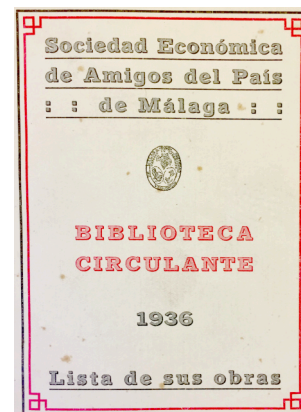 Sociedad Económica
de Amigos del País
: : de Málaga : :
BIBLIOTECA
CIRCULANTE
1936
Lista de sus obras